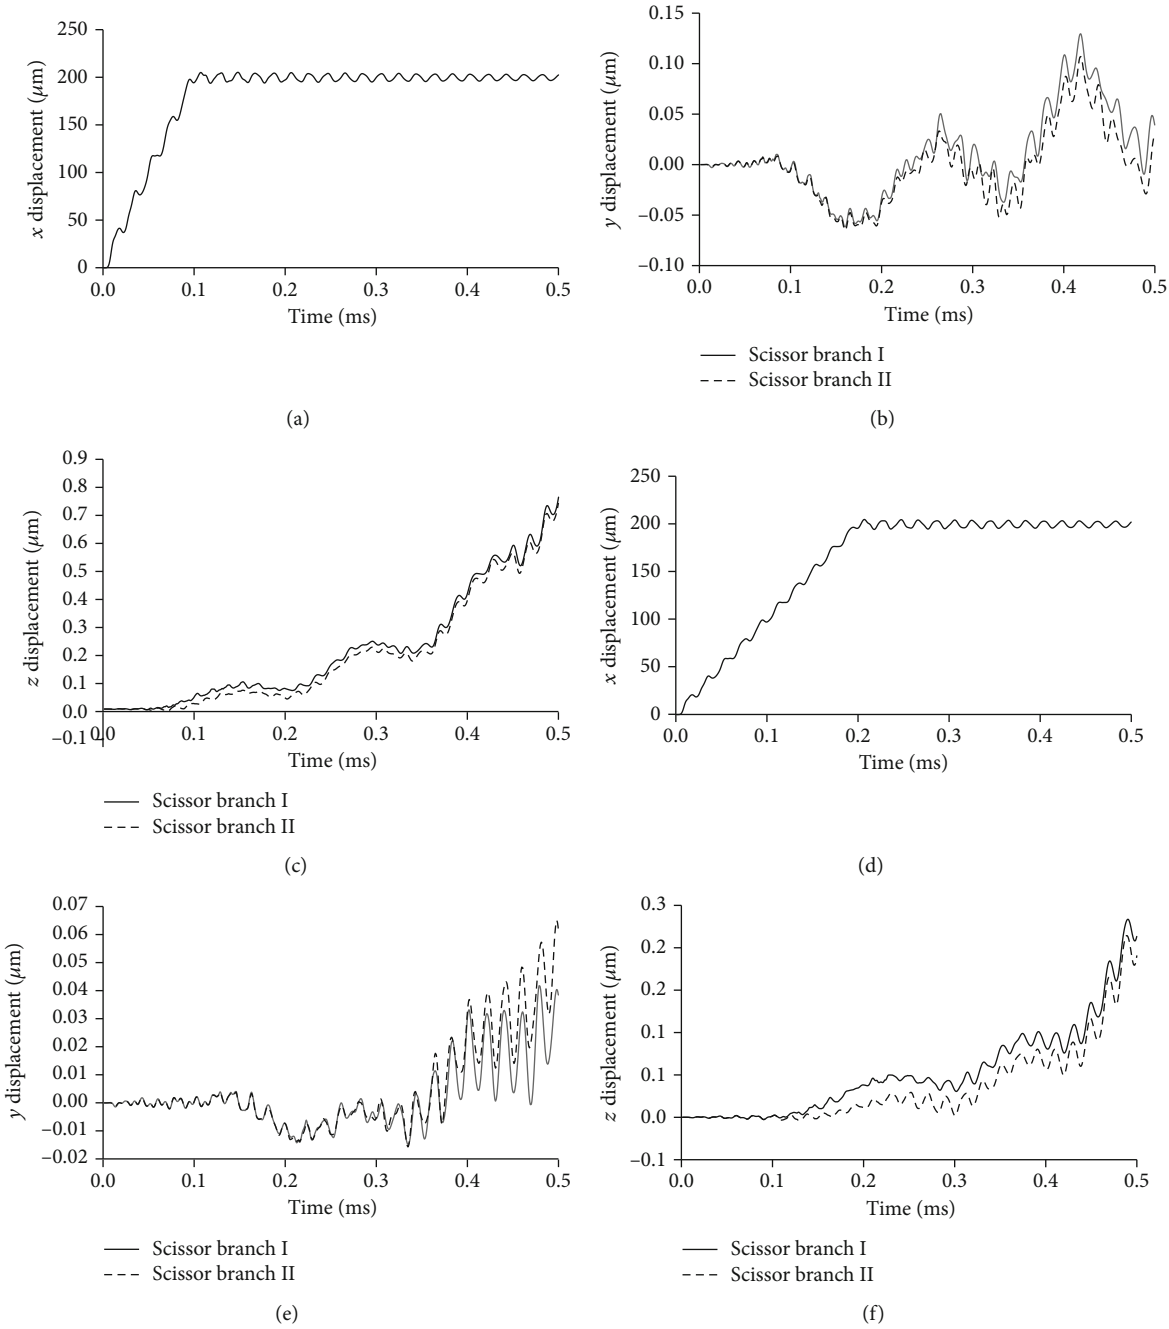 250
200
150
100
50
0
x displacement (μm)
0.0 0.1 0.2 0.3 0.4 0.5
Time (ms)
(a)
0.15
0.10
0.05
0.00
–0.05
–0.10
y displacement (μm)
0.0 0.1 0.2 0.3 0.4 0.5
Time (ms)
Scissor branch I
Scissor branch II
(b)
0.9
0.8
0.7
0.6
0.5
0.4
0.3
0.2
0.1
0.0
–0.1
z displacement (μm)
0.0 0.1 0.2 0.3 0.4 0.5
Time (ms)
Scissor branch I
Scissor branch II
(c)
250
200
150
100
50
0
x displacement (μm)
0.0 0.1 0.2 0.3 0.4 0.5
Time (ms)
(d)
0.07
0.06
0.05
0.04
0.03
0.02
0.01
0.00
–0.01
–0.02
y displacement (μm)
0.0 0.1 0.2 0.3 0.4 0.5
Time (ms)
Scissor branch I
Scissor branch II
(e)
0.3
0.2
0.2
0.1
0.1
0.0
–0.1
z displacement (μm)
0.0 0.1 0.2 0.3 0.4 0.5
Time (ms)
Scissor branch I
Scissor branch II
(f)